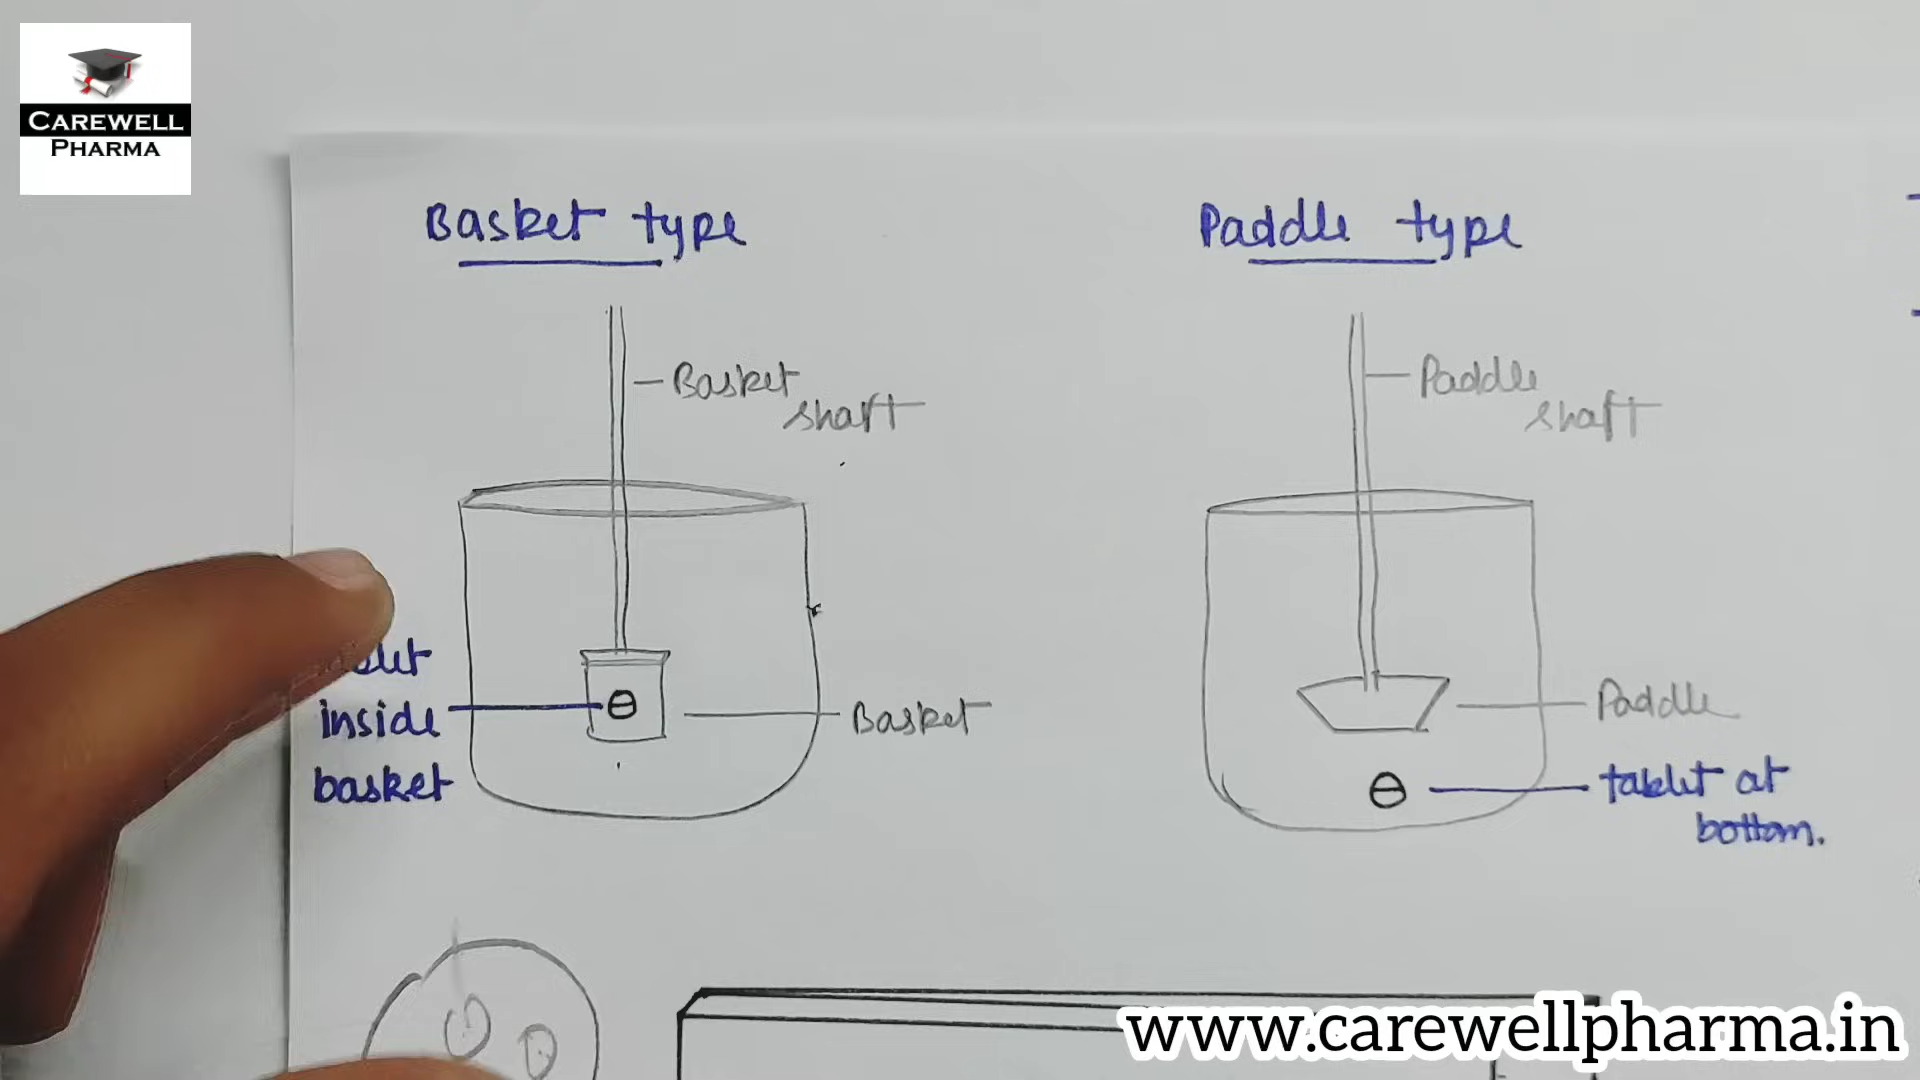 CAREWELL
PHARMA
Basket type
Paddle type
Basket
shaft
Paddle
shaft
inside
basket
Basket
Paddle
tablet at
bottom.
www.carewellpharma.in